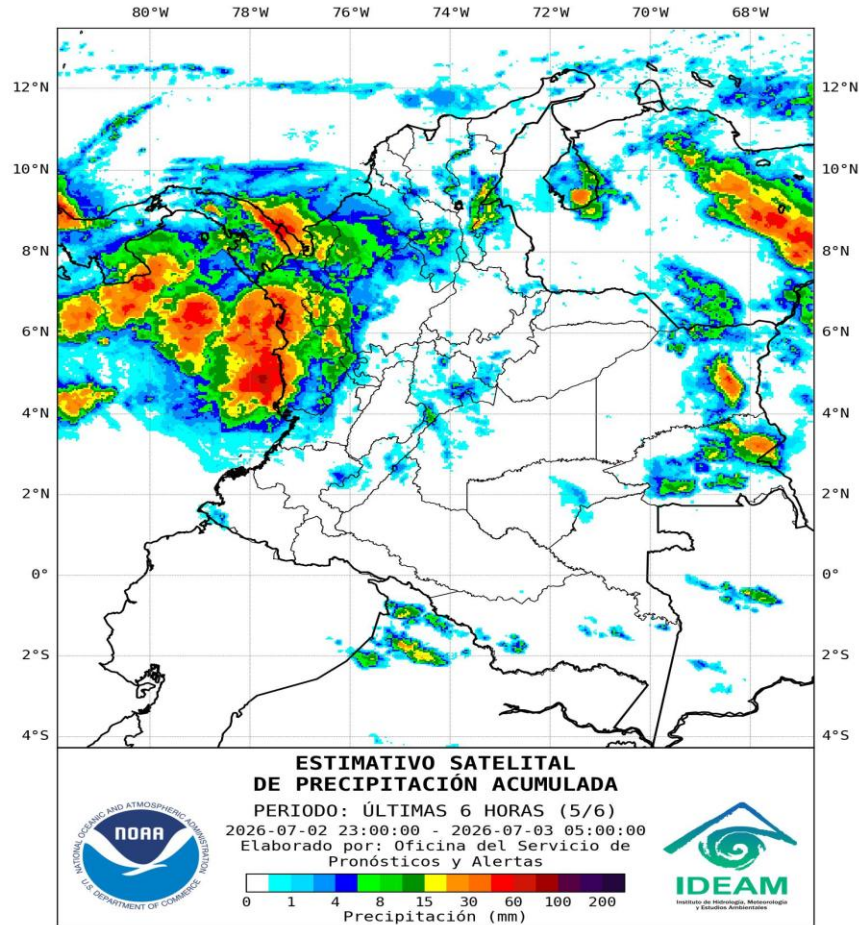 80°W 78°W 76°W 74°W 72°W 70°W 68°W
12°N 12°N
10°N 10°N
8°N 8°N
6°N 6°N
4°N 4°N
2°N 2°N
0° 0°
2°S 2°S
4°S 4°S
ESTIMATIVO SATELITAL
DE PRECIPITACIÓN ACUMULADA
PERIODO: ÚLTIMAS 6 HORAS (5/6)
2026-07-02 23:00:00 - 2026-07-03 05:00:00
Elaborado por: Oficina del Servicio de
Pronósticos y Alertas
0 1 4 8 15 30 60 100 200
Precipitación (mm)
NATIONAL OCEANIC AND ATMOSPHERIC ADMINISTRATION
NOAA
U.S. DEPARTMENT OF COMMERCE
IDEAM
Instituto de Hidrología, Meteorología
y Estudios Ambientales